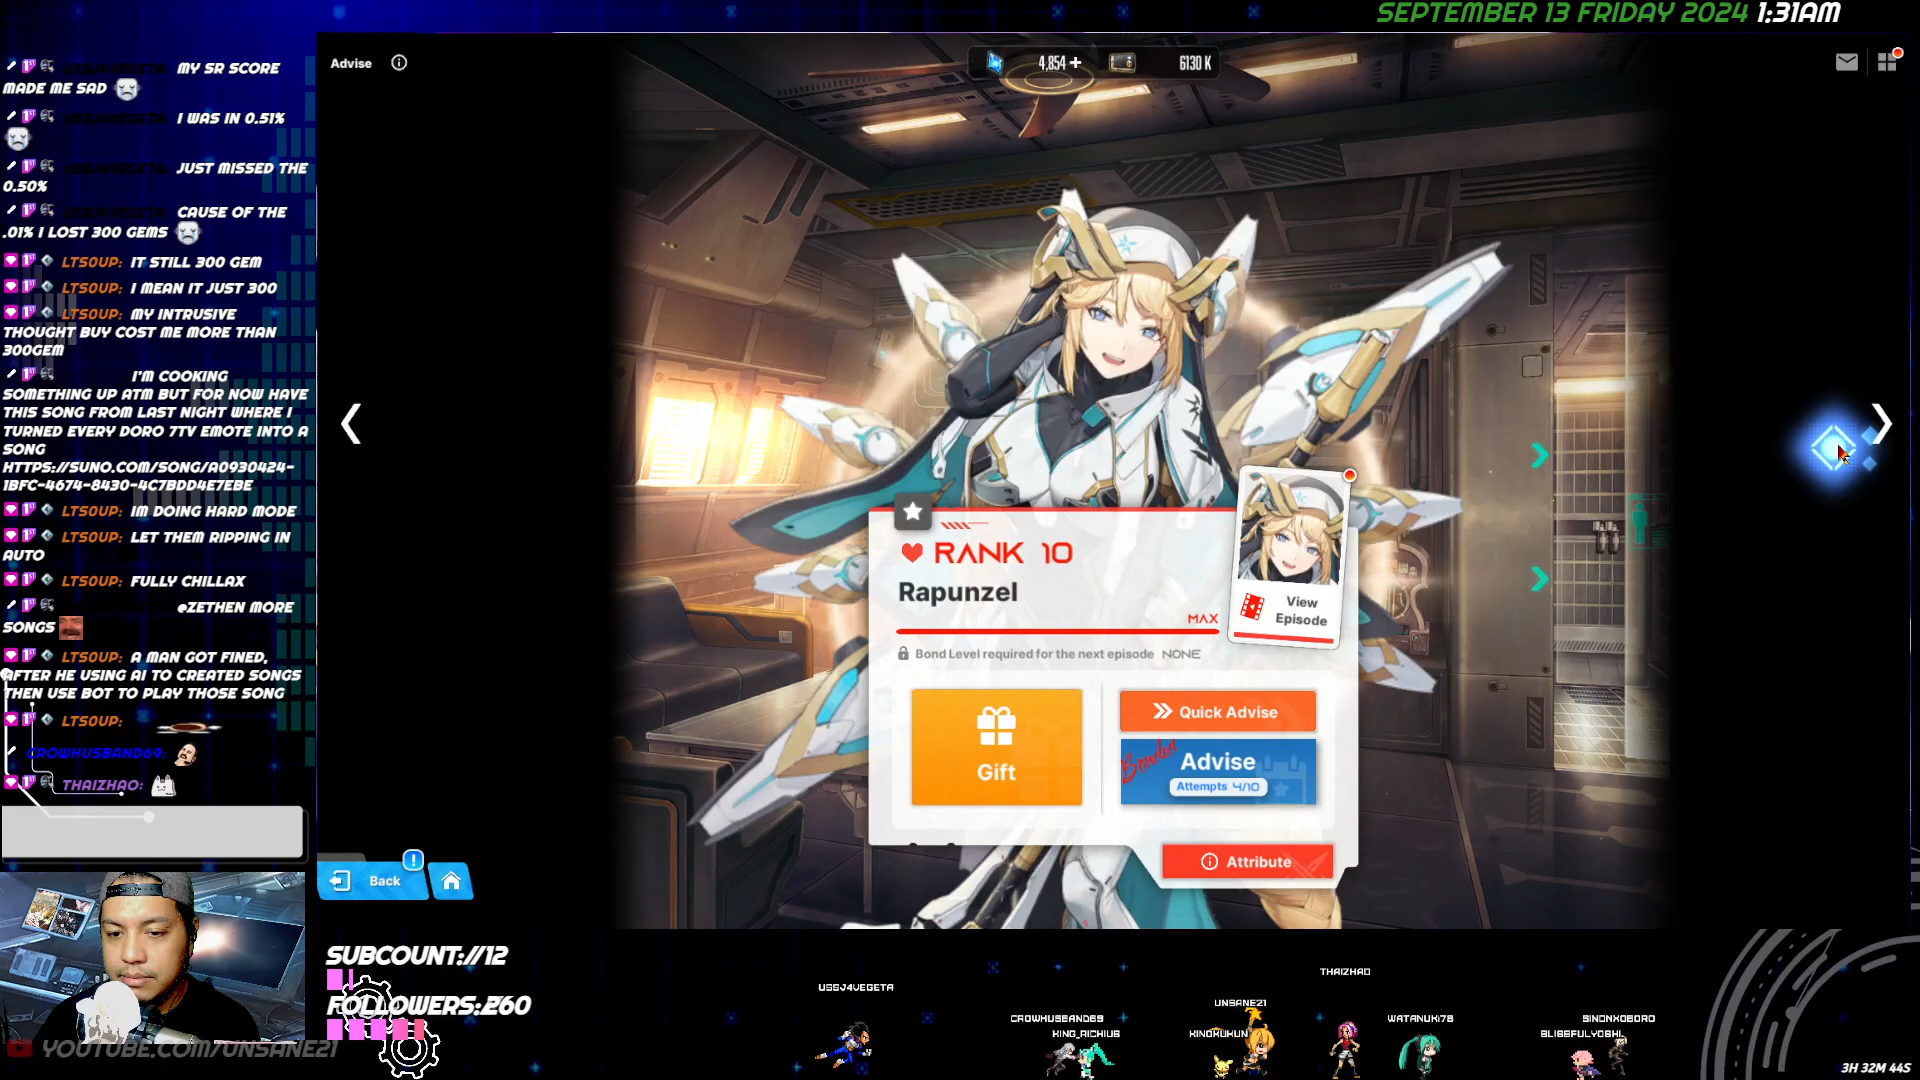 SEPTEMBER 13 FRIDAY 2024 1:31AM
MY SR SCORE
MADE ME SAD
I WAS IN 0.51%
JUST MISSED THE
0.50%
CAUSE OF THE
.01% I LOST 300 GEMS
LTSOUP: IT STILL 300 GEM
LTSOUP: I MEAN IT JUST 300
LTSOUP: MY INTRUSIVE
THOUGHT BUY COST ME MORE THAN
300GEM
I'M COOKING
SOMETHING UP ATM BUT FOR NOW HAVE
THIS SONG FROM LAST NIGHT WHERE I
TURNED EVERY DORO 7TV EMOTE INTO A
SONG
HTTPS://SUNO.COM/SONG/A0930424-
1BFC-4674-8430-4C7BDD4E7EBE
LTSOUP: IM DOING HARD MODE
LTSOUP: LET THEM RIPPING IN
AUTO
LTSOUP: FULLY CHILLAX
@ZETHEN MORE
SONGS
LTSOUP: A MAN GOT FINED,
AFTER HE USING AI TO CREATED SONGS
THEN USE BOT TO PLAY THOSE SONG
LTSOUP:
CROWHUSBAND69:
THAIZHAO:
Advise
4,854
6130 K
RANK 10
Rapunzel
MAX
Bond Level required for the next episode NONE
View
Episode
Gift
Quick Advise
Bonded
Advise
Attempts 4/10
Attribute
Back
SUBCOUNT://12
FOLLOWERS:260
YOUTUBE.COM/UNSANE21
USSJ4VEGETA
CROWHUSBAND69
KING_RICHIUS
UNSANE21
KINOKUKUN
THAIZHAO
WATANUKI78
SINONXOBORO
BLISSFULYOSHI_
3H 32M 44S